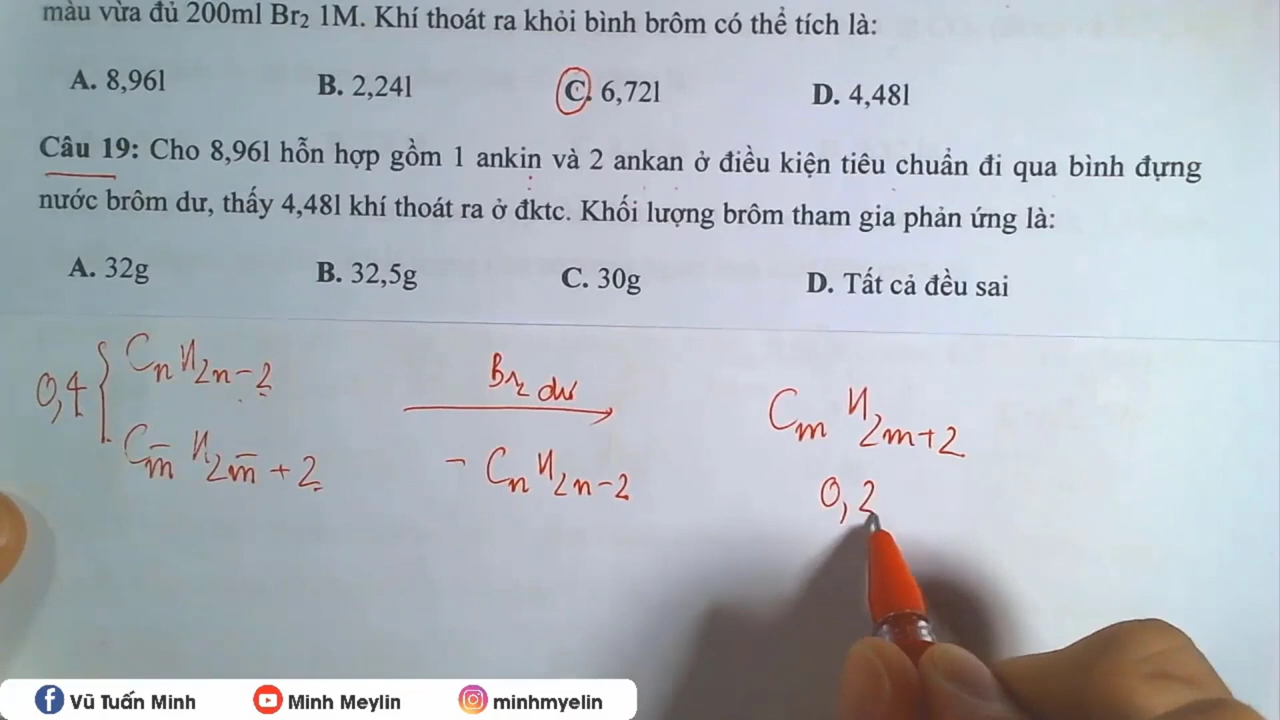 màu vừa đủ 200ml Br₂ 1M. Khí thoát ra khỏi bình brôm có thể tích là:
A. 8,96l B. 2,24l C. 6,72l D. 4,48l
Câu 19: Cho 8,96l hỗn hợp gồm 1 ankin và 2 ankan ở điều kiện tiêu chuẩn đi qua bình đựng
nước brôm dư, thấy 4,48l khí thoát ra ở đktc. Khối lượng brôm tham gia phản ứng là:
A. 32g B. 32,5g C. 30g D. Tất cả đều sai
0,4 { CnH2n-2
Cm̅H2m̅+2
Br2 dư
- CnH2n-2
CmH2m+2
0,2
Vũ Tuấn Minh Minh Meylin minhmyelin